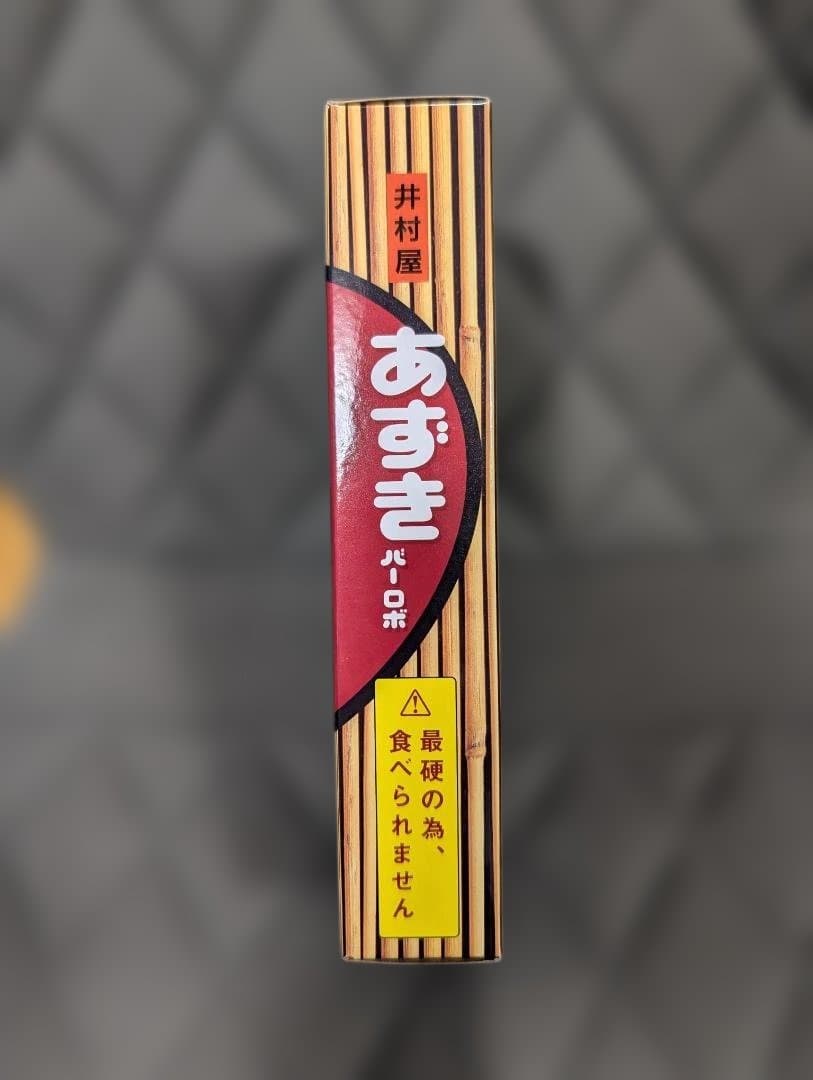 井村屋
あずき
バーロボ
最硬の為、
食べられません